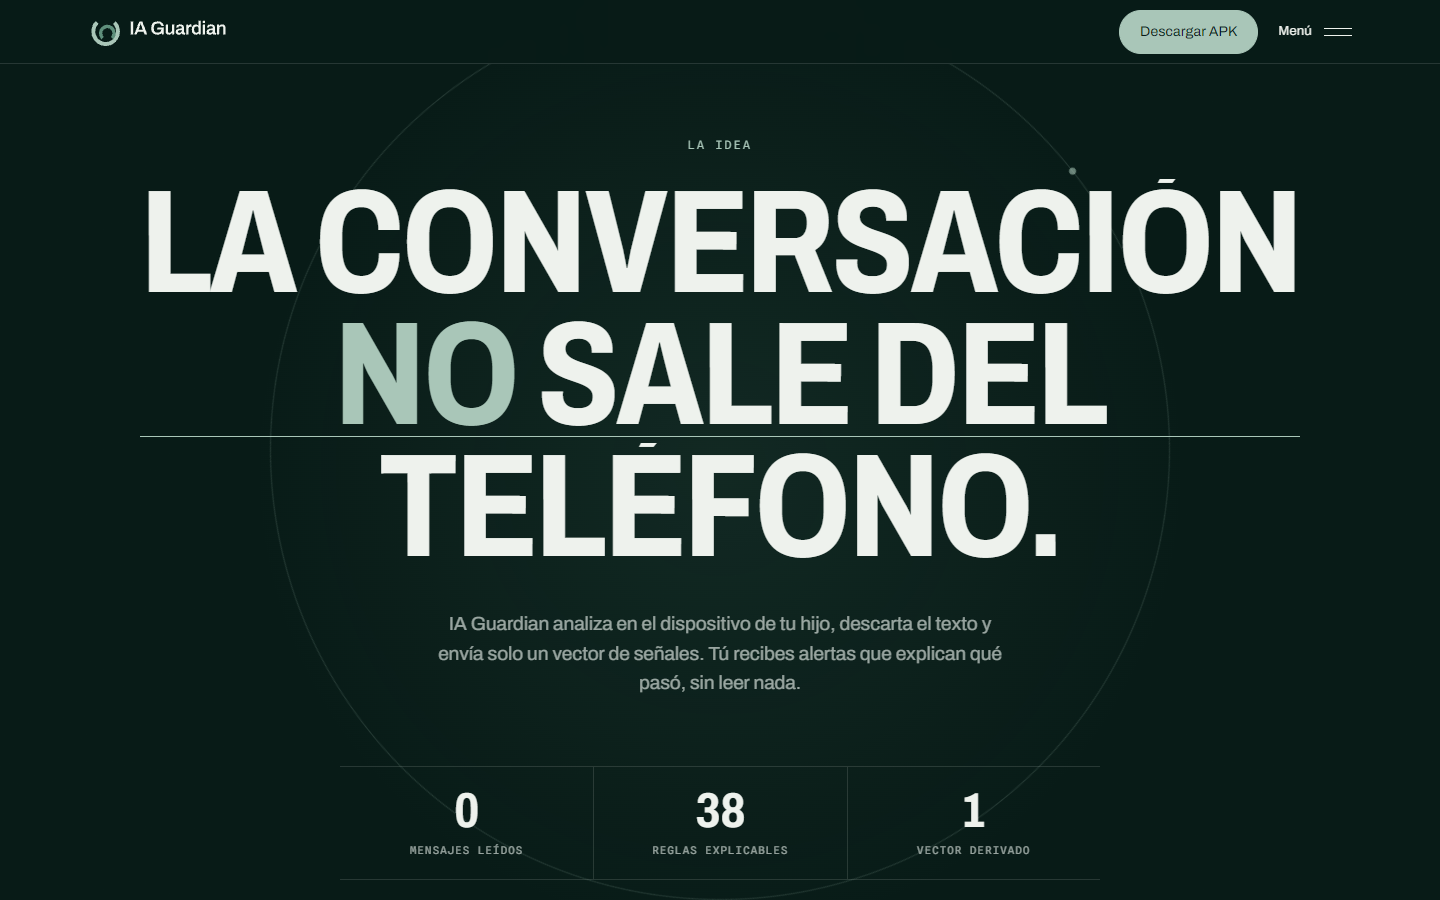 IA Guardian
Descargar APK
Menú
LA IDEA
LA CONVERSACIÓN
NO SALE DEL
TELÉFONO.
IA Guardian analiza en el dispositivo de tu hijo, descarta el texto y
envía solo un vector de señales. Tú recibes alertas que explican qué
pasó, sin leer nada.
0
MENSAJES LEÍDOS
38
REGLAS EXPLICABLES
1
VECTOR DERIVADO